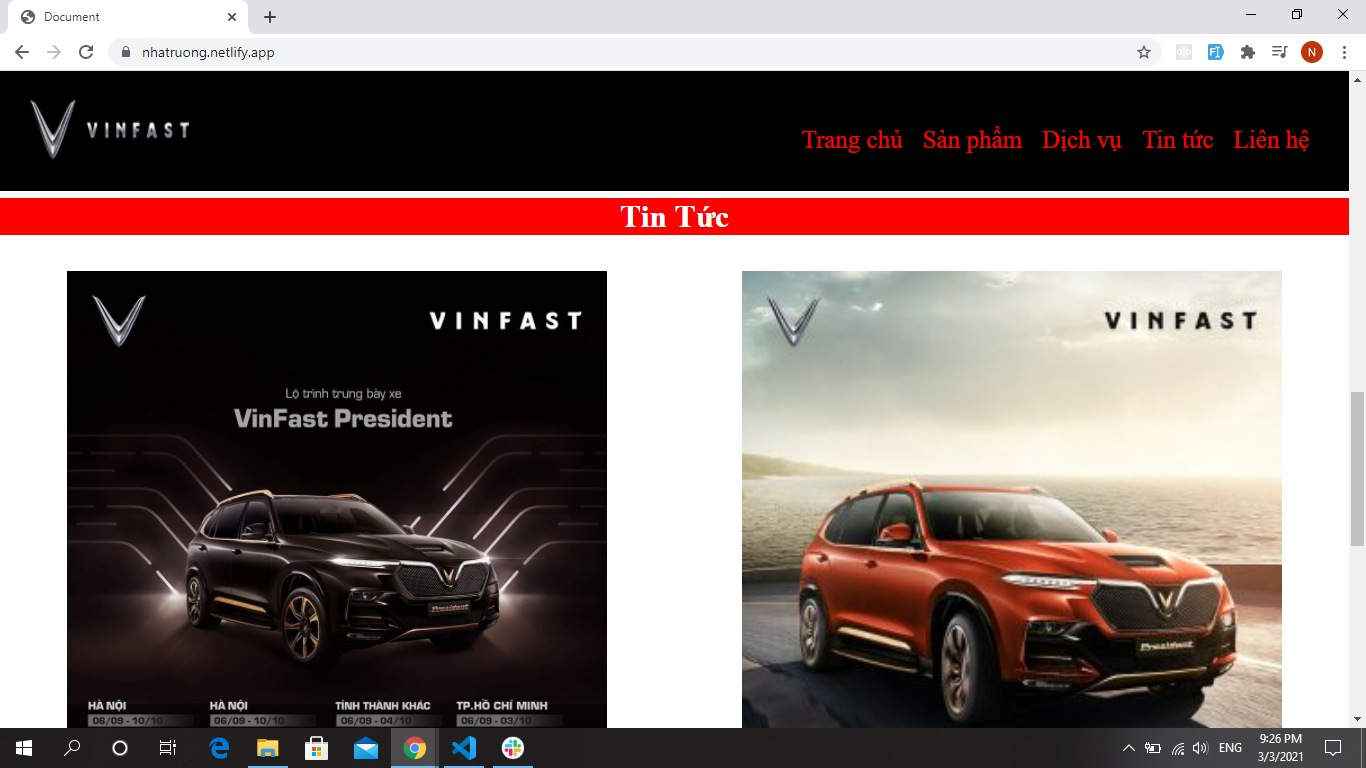 Document
nhatruong.netlify.app
N
VINFAST
Trang chủ Sản phẩm Dịch vụ Tin tức Liên hệ
Tin Tức
VINFAST
Lộ trình trưng bày xe
VinFast President
President
HÀ NỘI HÀ NỘI TỈNH THÀNH KHÁC TP.HỒ CHÍ MINH
06/09 - 10/10 06/09 - 10/10 06/09 - 04/10 06/09 - 03/10
VINFAST
President
ENG
9:26 PM
3/3/2021